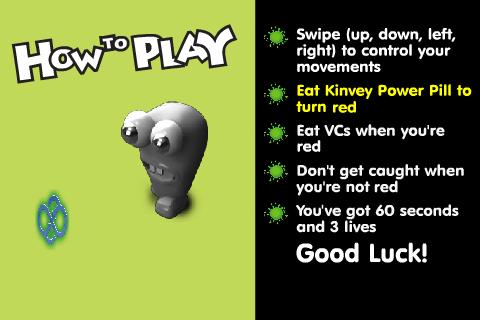 HOW TO PLAY
Swipe (up, down, left,
right) to control your
movements
Eat Kinvey Power Pill to
turn red
Eat VCs when you're
red
Don't get caught when
you're not red
You've got 60 seconds
and 3 lives
Good Luck!